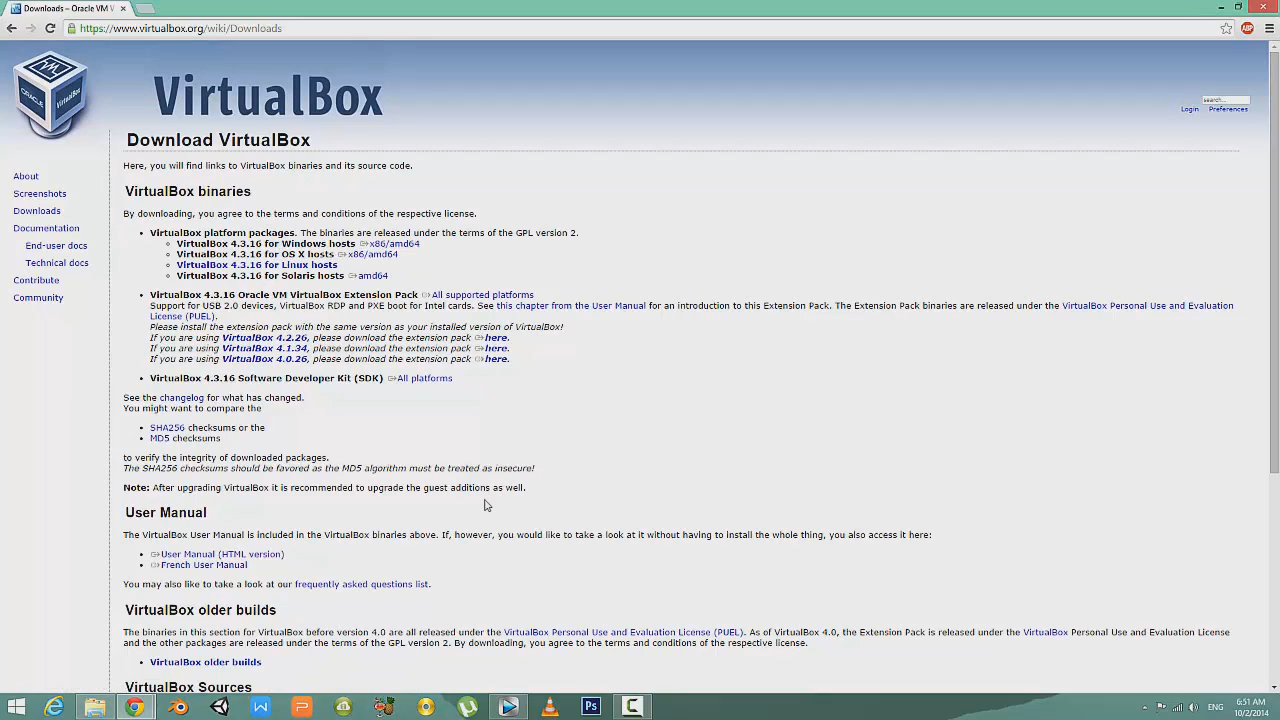 Downloads – Oracle VM V
https://www.virtualbox.org/wiki/Downloads
ABP
VM
ORACLE
VirtualBox
VirtualBox
search...
Login Preferences
Download VirtualBox
Here, you will find links to VirtualBox binaries and its source code.
About
Screenshots
Downloads
Documentation
End-user docs
Technical docs
Contribute
Community
VirtualBox binaries
By downloading, you agree to the terms and conditions of the respective license.
VirtualBox platform packages. The binaries are released under the terms of the GPL version 2.
VirtualBox 4.3.16 for Windows hosts x86/amd64
VirtualBox 4.3.16 for OS X hosts x86/amd64
VirtualBox 4.3.16 for Linux hosts
VirtualBox 4.3.16 for Solaris hosts amd64
VirtualBox 4.3.16 Oracle VM VirtualBox Extension Pack All supported platforms
Support for USB 2.0 devices, VirtualBox RDP and PXE boot for Intel cards. See this chapter from the User Manual for an introduction to this Extension Pack. The Extension Pack binaries are released under the VirtualBox Personal Use and Evaluation
License (PUEL).
Please install the extension pack with the same version as your installed version of VirtualBox!
If you are using VirtualBox 4.2.26, please download the extension pack here.
If you are using VirtualBox 4.1.34, please download the extension pack here.
If you are using VirtualBox 4.0.26, please download the extension pack here.
VirtualBox 4.3.16 Software Developer Kit (SDK) All platforms
See the changelog for what has changed.
You might want to compare the
SHA256 checksums or the
MD5 checksums
to verify the integrity of downloaded packages.
The SHA256 checksums should be favored as the MD5 algorithm must be treated as insecure!
Note: After upgrading VirtualBox it is recommended to upgrade the guest additions as well.
User Manual
The VirtualBox User Manual is included in the VirtualBox binaries above. If, however, you would like to take a look at it without having to install the whole thing, you also access it here:
User Manual (HTML version)
French User Manual
You may also like to take a look at our frequently asked questions list.
VirtualBox older builds
The binaries in this section for VirtualBox before version 4.0 are all released under the VirtualBox Personal Use and Evaluation License (PUEL). As of VirtualBox 4.0, the Extension Pack is released under the VirtualBox Personal Use and Evaluation License
and the other packages are released under the terms of the GPL version 2. By downloading, you agree to the terms and conditions of the respective license.
VirtualBox older builds
VirtualBox Sources
W
P
Ps
C
ENG
6:51 AM
10/2/2014